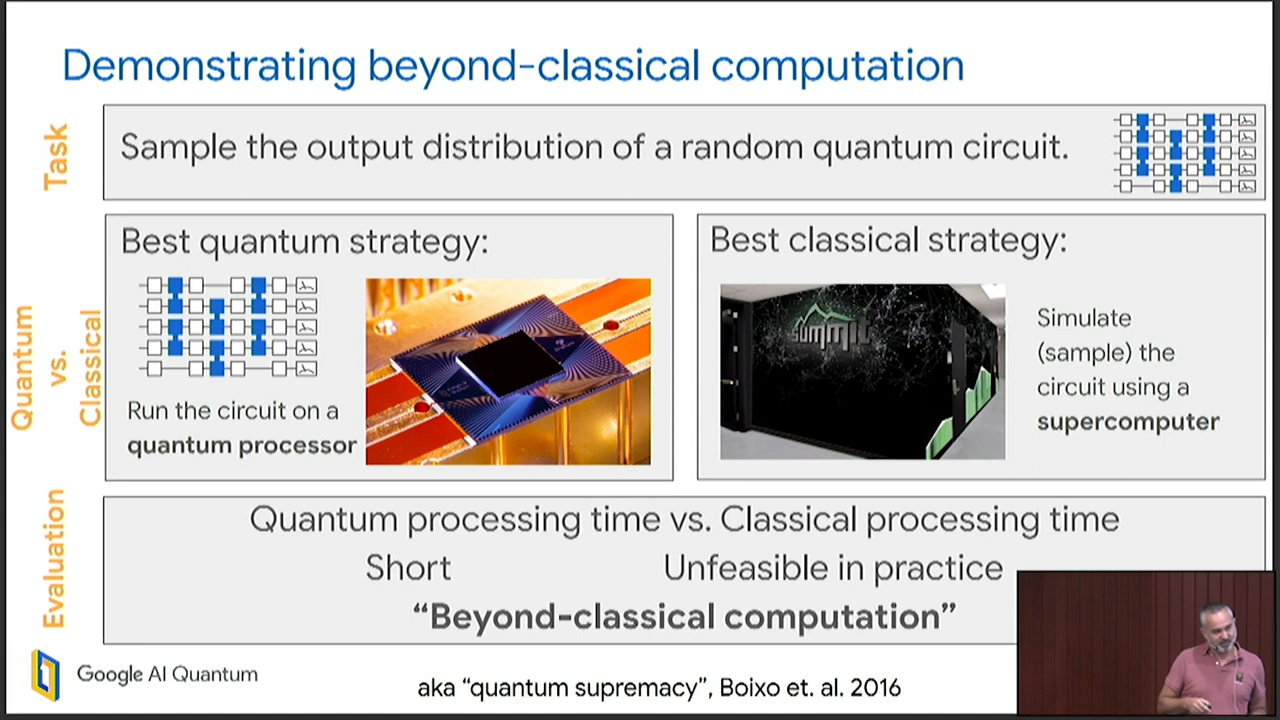 Demonstrating beyond-classical computation
Task
Sample the output distribution of a random quantum circuit.
Quantum
vs.
Classical
Best quantum strategy:
Run the circuit on a
quantum processor
Best classical strategy:
summit
Simulate
(sample) the
circuit using a
supercomputer
Evaluation
Quantum processing time vs. Classical processing time
Short Unfeasible in practice
“Beyond-classical computation”
Google AI Quantum
aka “quantum supremacy”, Boixo et. al. 2016